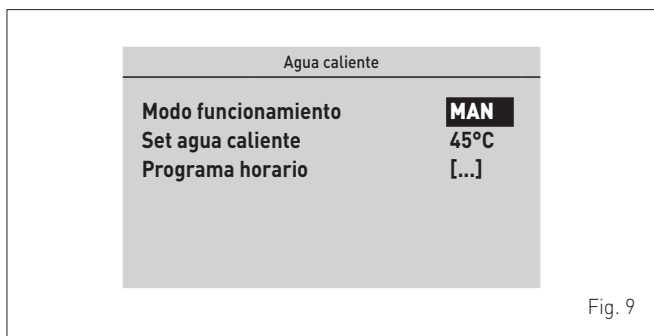 Agua caliente
Modo funcionamiento MAN
Set agua caliente 45°C
Programa horario [...]
Fig. 9